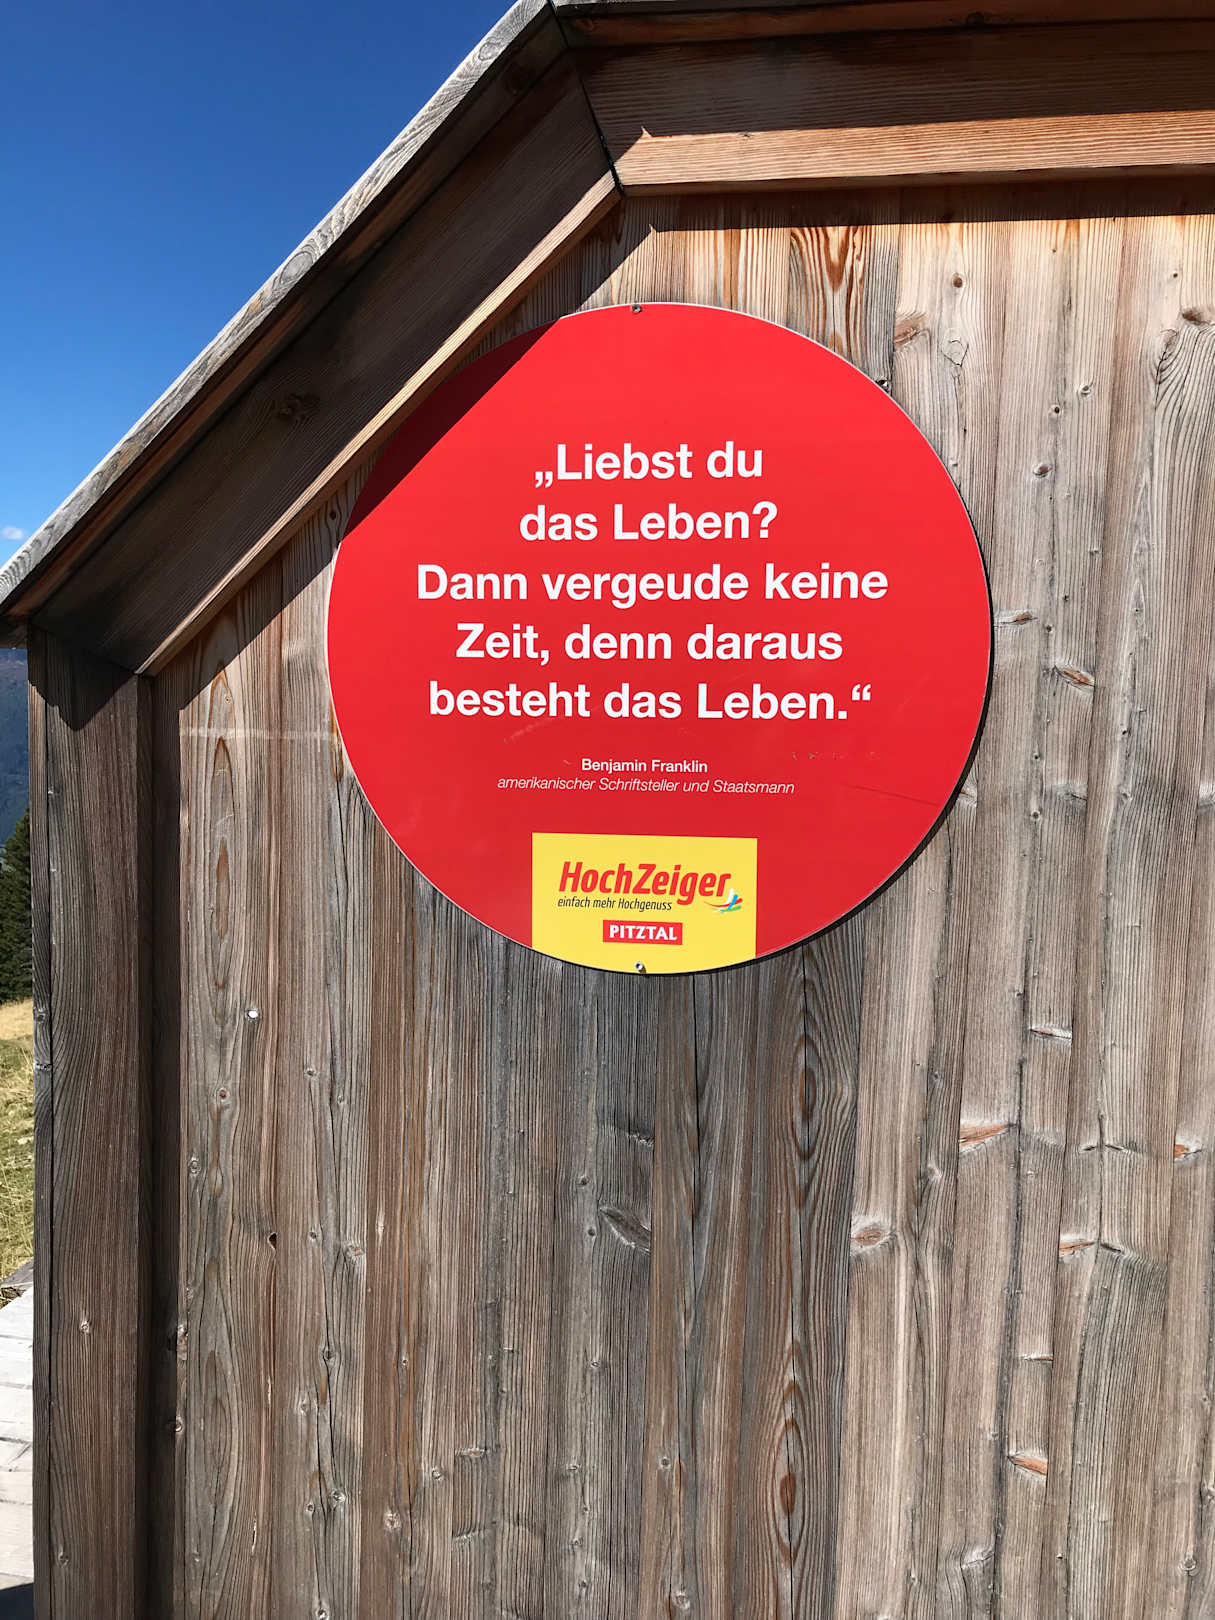 „Liebst du
das Leben?
Dann vergeude keine
Zeit, denn daraus
besteht das Leben.“
Benjamin Franklin
amerikanischer Schriftsteller und Staatsmann
HochZeiger
einfach mehr Hochgenuss
PITZTAL